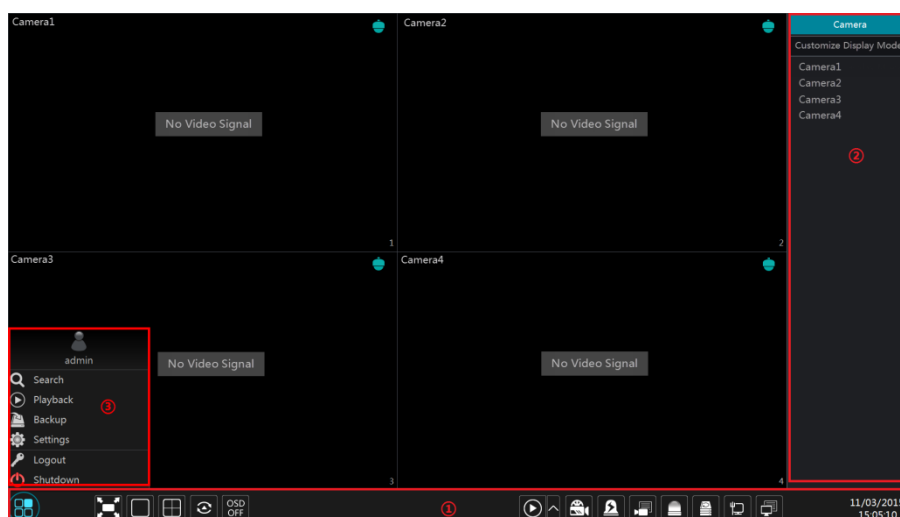 Camera1
Camera2
Camera
Customize Display Mode
Camera1
Camera2
Camera3
Camera4
No Video Signal
No Video Signal
②
1
2
Camera3
Camera4
admin
No Video Signal
No Video Signal
Search
Playback
③
Backup
Settings
Logout
Shutdown
3
4
OSD
OFF
①
11/03/2015
15:05:10